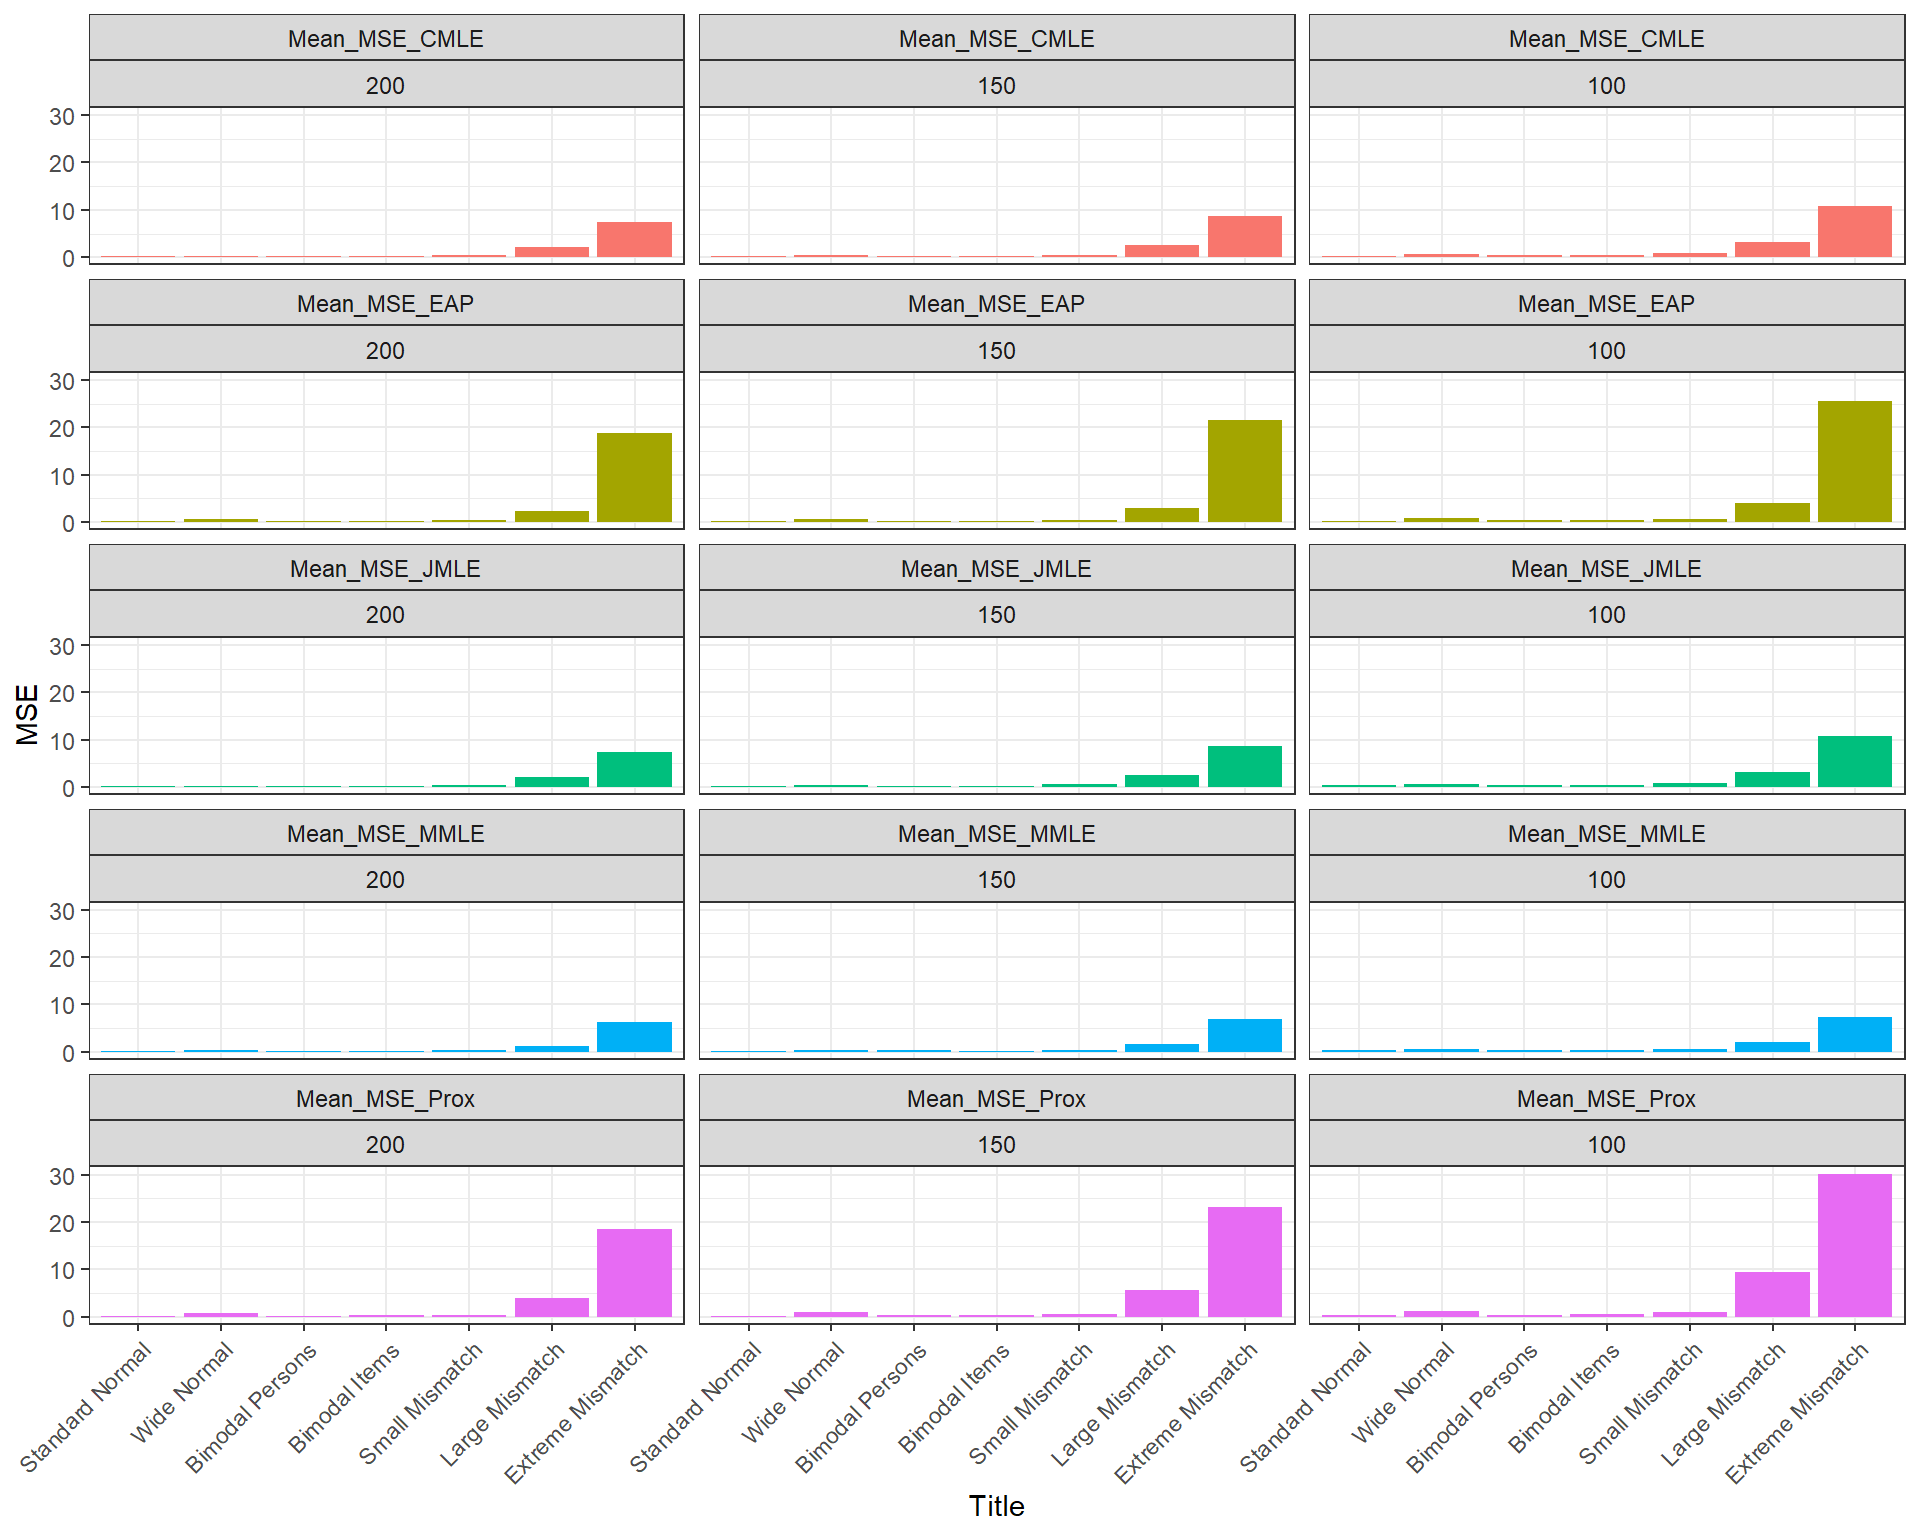 Mean_MSE_CMLE Mean_MSE_CMLE Mean_MSE_CMLE
200 150 100
30
20
10
0
Mean_MSE_EAP Mean_MSE_EAP Mean_MSE_EAP
200 150 100
30
20
10
0
Mean_MSE_JMLE Mean_MSE_JMLE Mean_MSE_JMLE
200 150 100
30
20
10
0
MSE
Mean_MSE_MMLE Mean_MSE_MMLE Mean_MSE_MMLE
200 150 100
30
20
10
0
Mean_MSE_Prox Mean_MSE_Prox Mean_MSE_Prox
200 150 100
30
20
10
0
Standard Normal
Wide Normal
Bimodal Persons
Bimodal Items
Small Mismatch
Large Mismatch
Extreme Mismatch
Standard Normal
Wide Normal
Bimodal Persons
Bimodal Items
Small Mismatch
Large Mismatch
Extreme Mismatch
Standard Normal
Wide Normal
Bimodal Persons
Bimodal Items
Small Mismatch
Large Mismatch
Extreme Mismatch
Title